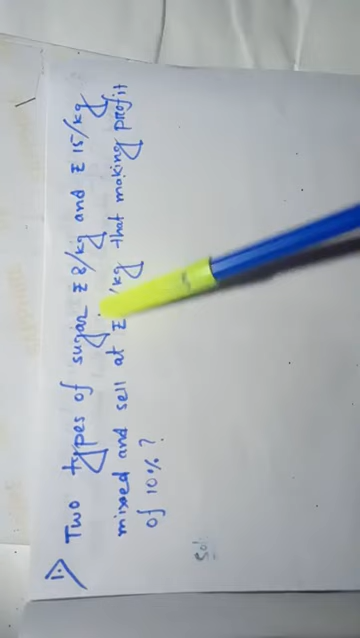 1. Two types of sugar ₹ 8/kg and ₹ 15/kg
mixed and sell at ₹ /kg that making profit
of 10%?
Sol